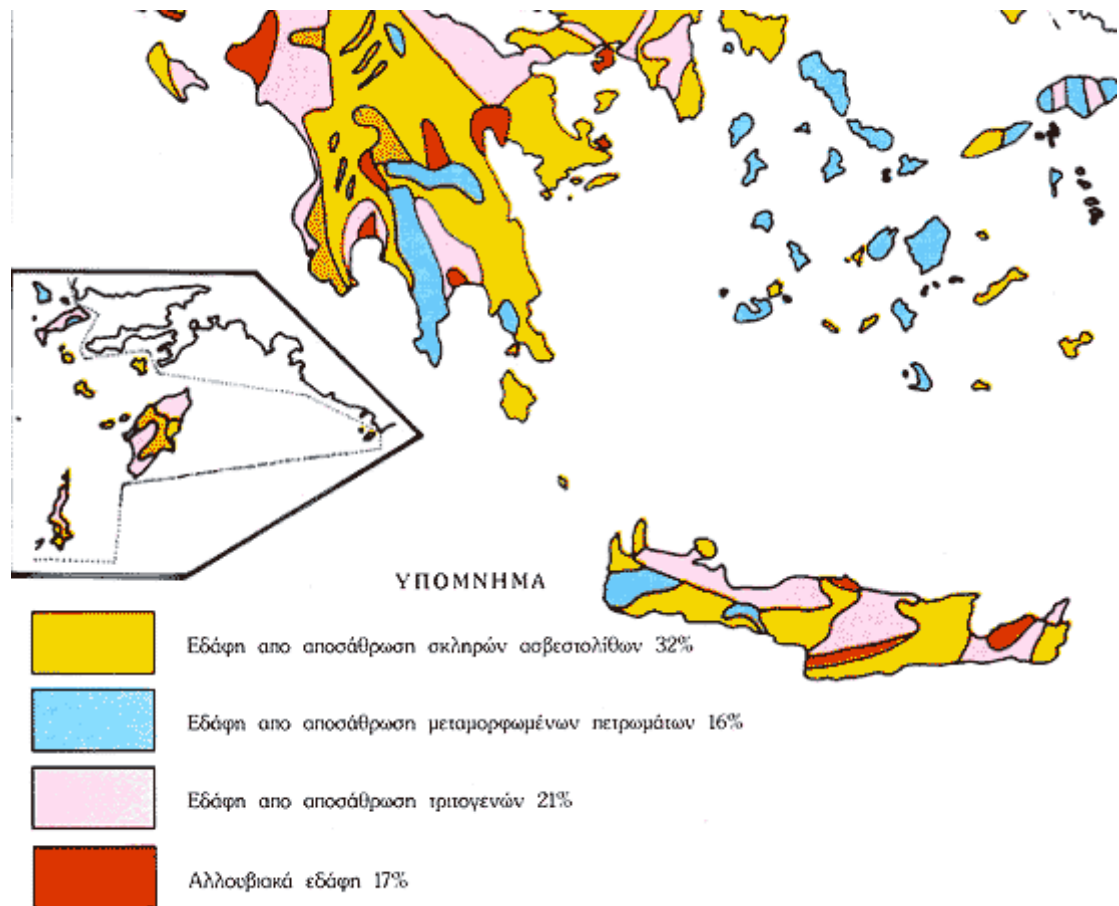 ΥΠΟΜΝΗΜΑ
Εδάφη απο αποσάθρωση σκληρών ασβεστολίθων 32%
Εδάφη απο αποσάθρωση μεταμορφωμένων πετρωμάτων 16%
Εδάφη απο αποσάθρωση τριτογενών 21%
Αλλουβιακά εδάφη 17%